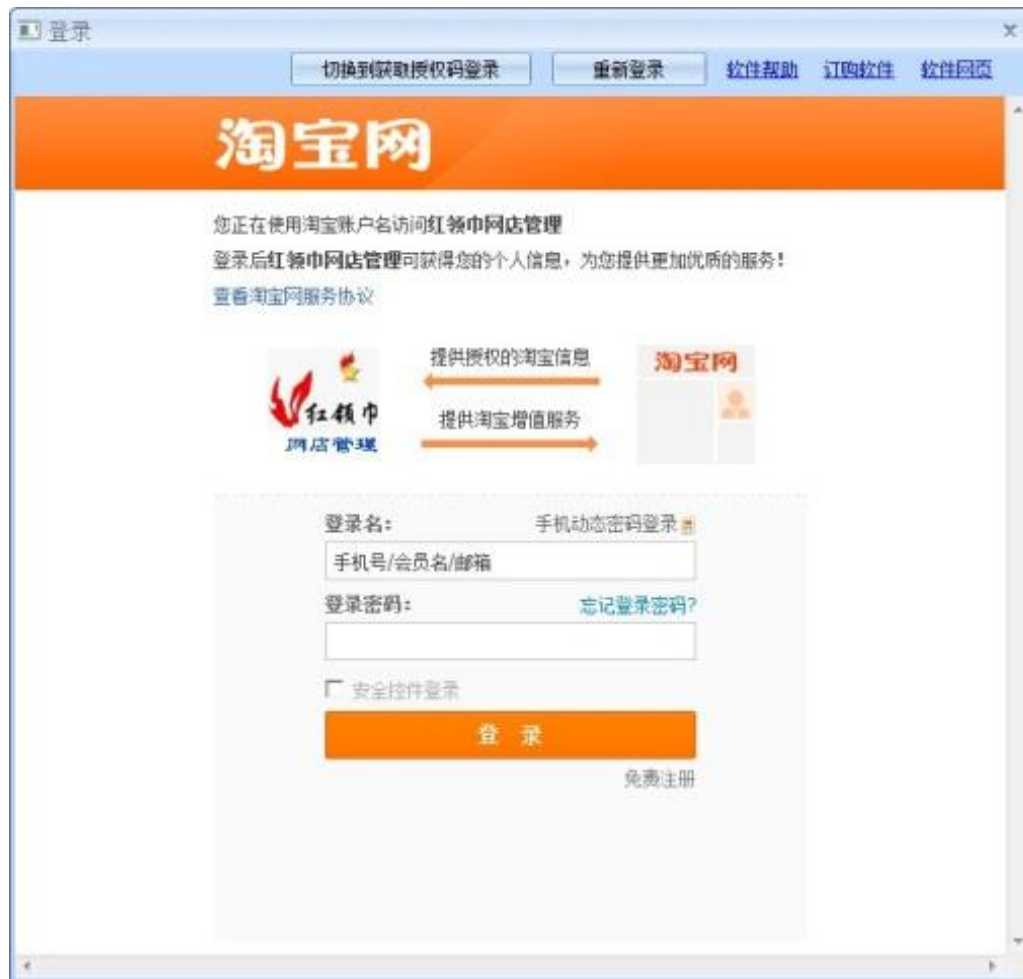 登录
切换到获取授权码登录 重新登录 软件帮助 订购软件 软件网页
淘宝网
您正在使用淘宝账户名访问红领巾网店管理
登录后红领巾网店管理可获得您的个人信息，为您提供更加优质的服务！
查看淘宝网服务协议
提供授权的淘宝信息
淘宝网
红领巾
网店管理
提供淘宝增值服务
登录名： 手机动态密码登录
手机号/会员名/邮箱
登录密码： 忘记登录密码?
安全控件登录
登 录
免费注册